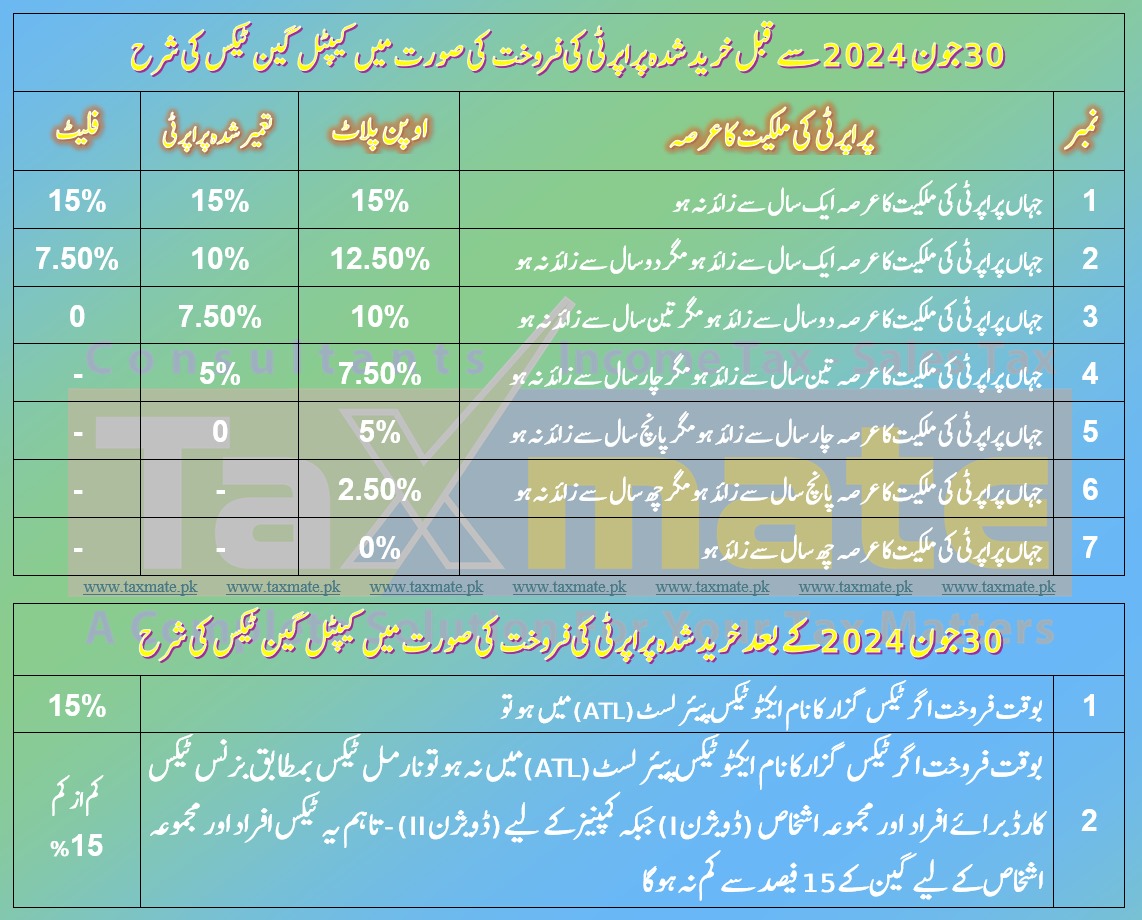 30 جون 2024 سے قبل خرید شدہ پراپرٹی کی فروخت کی صورت میں کیپٹل گین ٹیکس کی شرح
نمبر پراپرٹی کی ملکیت کا عرصہ اوپن پلاٹ تعمیر شدہ پراپرٹی فلیٹ
1 جہاں پراپرٹی کی ملکیت کا عرصہ ایک سال سے زائد نہ ہو 15% 15% 15%
2 جہاں پراپرٹی کی ملکیت کا عرصہ ایک سال سے زائد ہو مگر دو سال سے زائد نہ ہو 12.50% 10% 7.50%
3 جہاں پراپرٹی کی ملکیت کا عرصہ دو سال سے زائد ہو مگر تین سال سے زائد نہ ہو 10% 7.50% 0
Consultants Income Tax, Sales Tax
4 جہاں پراپرٹی کی ملکیت کا عرصہ تین سال سے زائد ہو مگر چار سال سے زائد نہ ہو 7.50% 5% -
5 جہاں پراپرٹی کی ملکیت کا عرصہ چار سال سے زائد ہو مگر پانچ سال سے زائد نہ ہو 5% 0 -
Taxmate
6 جہاں پراپرٹی کی ملکیت کا عرصہ پانچ سال سے زائد ہو مگر چھ سال سے زائد نہ ہو 2.50% - -
7 جہاں پراپرٹی کی ملکیت کا عرصہ چھ سال سے زائد ہو 0% - -
www.taxmate.pk www.taxmate.pk www.taxmate.pk www.taxmate.pk www.taxmate.pk www.taxmate.pk www.taxmate.pk
A Complete Solution For Your Tax Matters
30 جون 2024 کے بعد خرید شدہ پراپرٹی کی فروخت کی صورت میں کیپٹل گین ٹیکس کی شرح
1 بوقت فروخت اگر ٹیکس گزار کا نام ایکٹو ٹیکس پیئر لسٹ (ATL) میں ہو تو 15%
2 بوقت فروخت اگر ٹیکس گزار کا نام ایکٹو ٹیکس پیئر لسٹ (ATL) میں نہ ہو تو نارمل ٹیکس بمطابق بزنس ٹیکس
کارڈ برائے افراد اور مجموعہ اشخاص (ڈویژن I) جبکہ کمپنیز کے لیے (ڈویژن II) - تاہم یہ ٹیکس افراد اور مجموعہ
اشخاص کے لیے گین کے 15 فیصد سے کم نہ ہوگا
کم از کم
15%